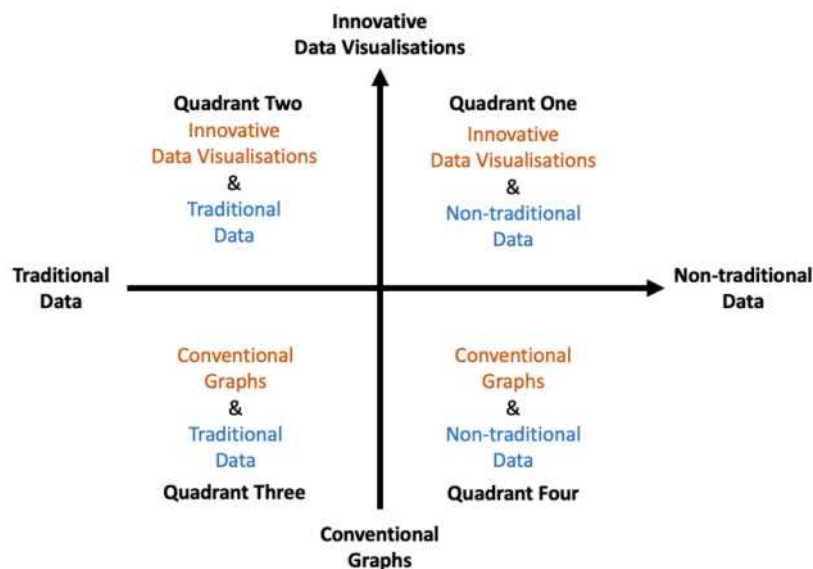 Innovative
Data Visualisations
Quadrant Two
Innovative
Data Visualisations
&
Traditional
Data
Quadrant One
Innovative
Data Visualisations
&
Non-traditional
Data
Traditional
Data
Non-traditional
Data
Conventional
Graphs
&
Traditional
Data
Quadrant Three
Conventional
Graphs
&
Non-traditional
Data
Quadrant Four
Conventional
Graphs